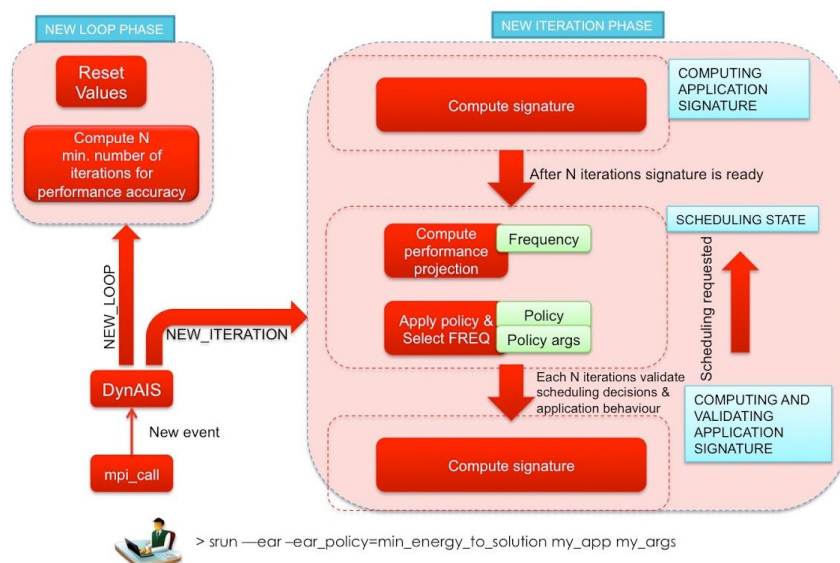 NEW LOOP PHASE
Reset
Values
Compute N
min. number of
iterations for
performance accuracy
NEW_LOOP
NEW_ITERATION
DynAIS
New event
mpi_call
NEW ITERATION PHASE
Compute signature
COMPUTING
APPLICATION
SIGNATURE
After N iterations signature is ready
Compute
performance
projection
Frequency
SCHEDULING STATE
Apply policy &
Select FREQ
Policy
Policy args
Scheduling requested
Each N iterations validate
scheduling decisions &
application behaviour
COMPUTING AND
VALIDATING
APPLICATION
SIGNATURE
Compute signature
> srun —ear –ear_policy=min_energy_to_solution my_app my_args